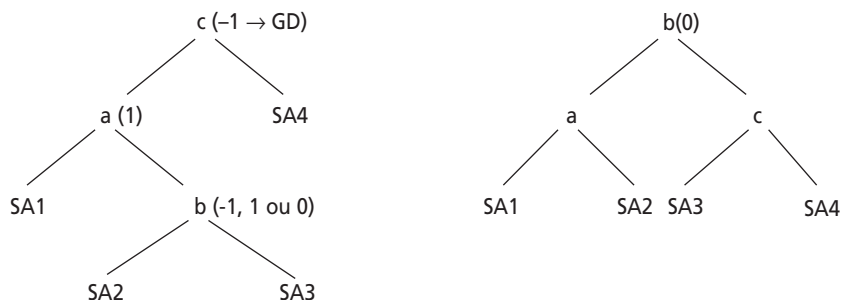 c (–1 → GD)
b(0)
a (1)
SA4
a
c
SA1
b (-1, 1 ou 0)
SA1
SA2
SA3
SA4
SA2
SA3